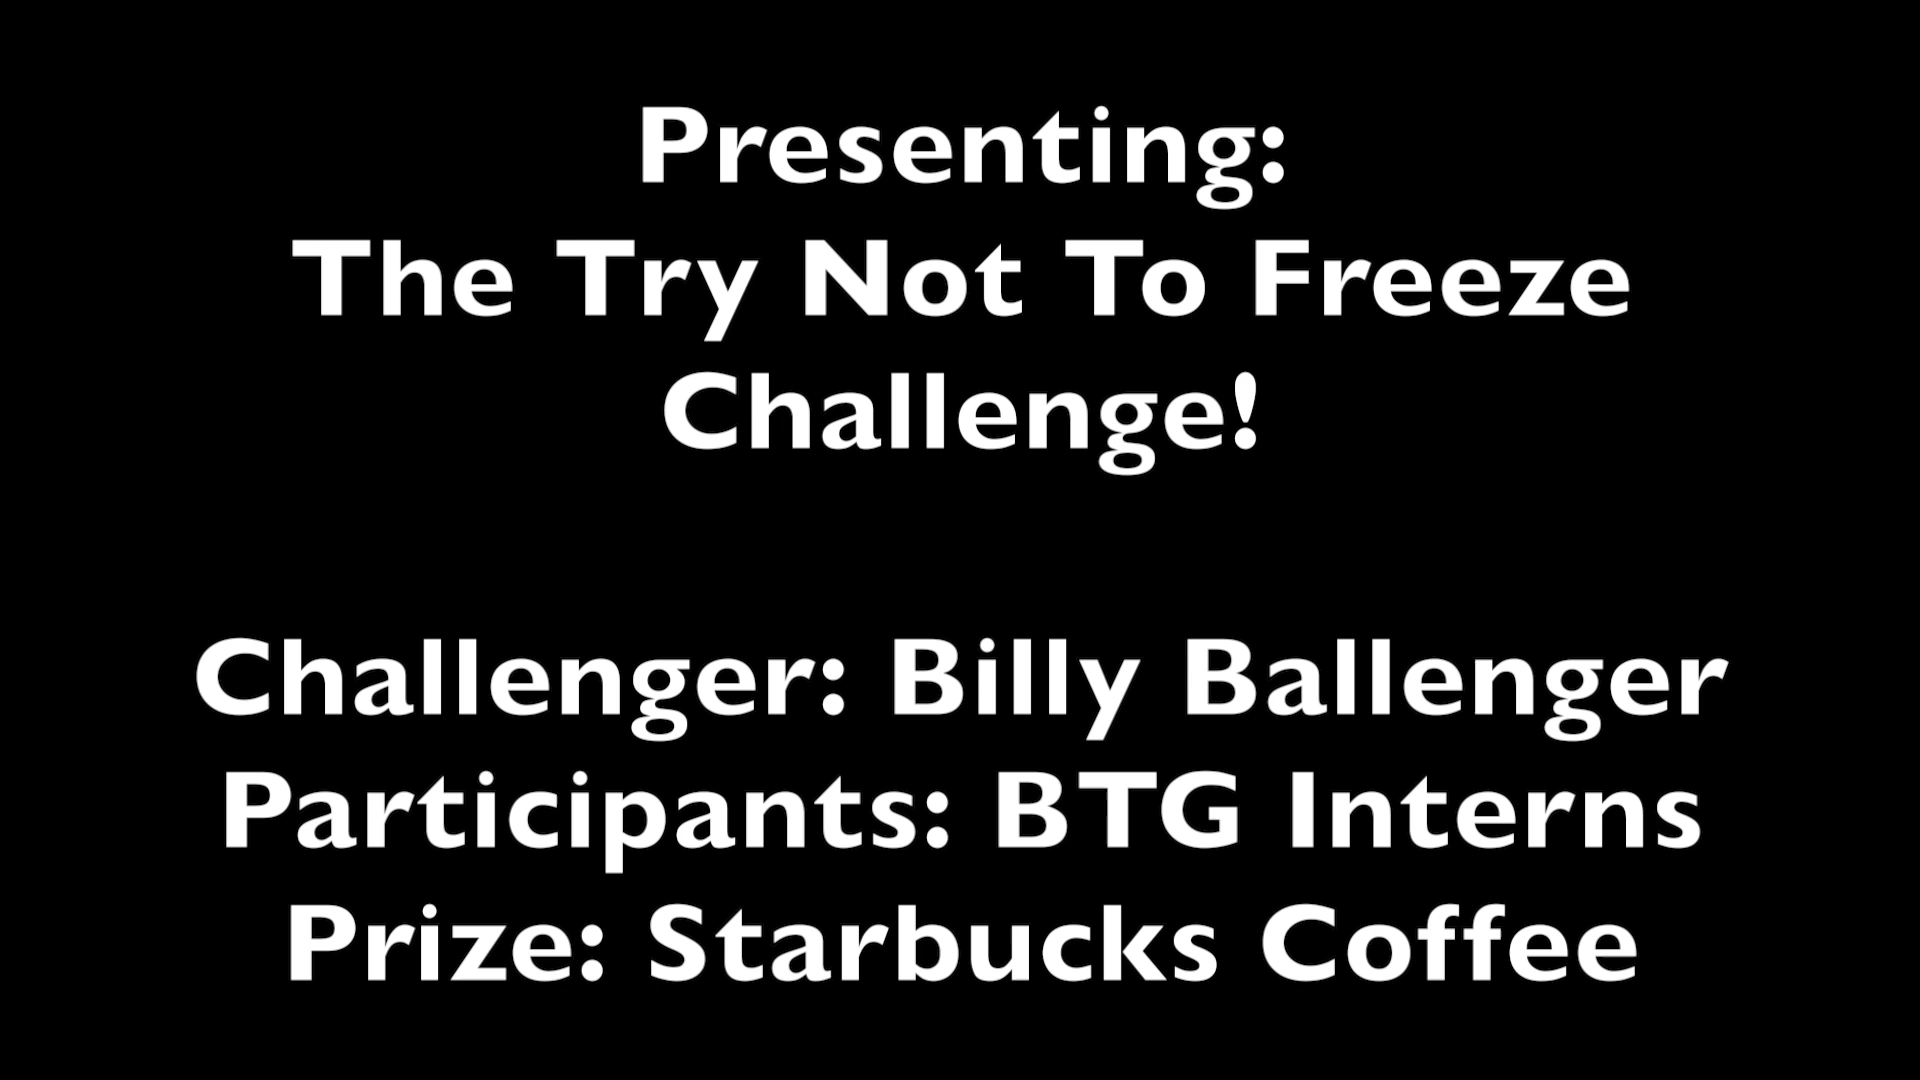 Presenting:
The Try Not To Freeze
Challenge!
Challenger: Billy Ballenger
Participants: BTG Interns
Prize: Starbucks Coffee